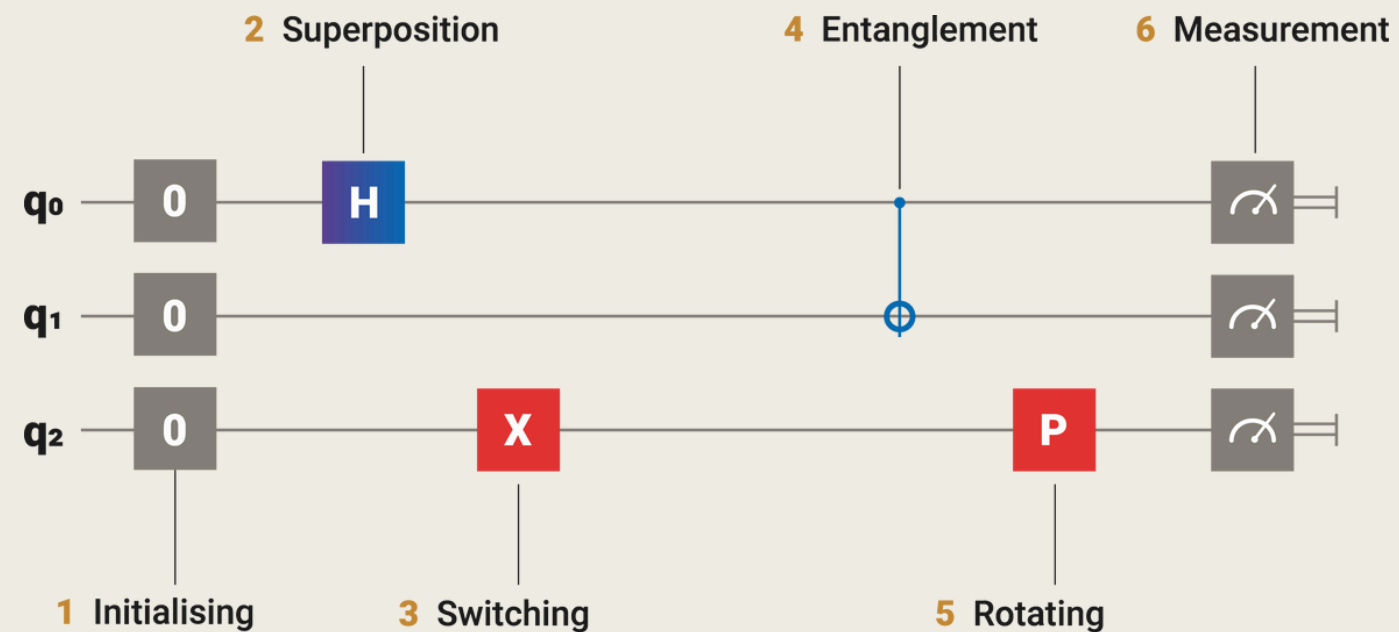 2 Superposition
4 Entanglement
6 Measurement
q₀ 0 H
q₁ 0
q₂ 0 X P
1 Initialising
3 Switching
5 Rotating